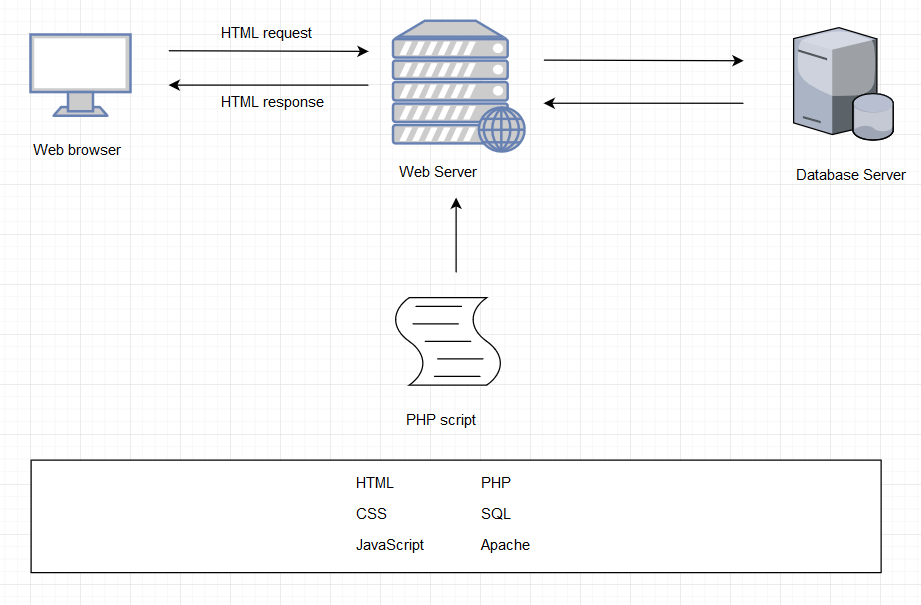 HTML request
HTML response
Web browser
Web Server
Database Server
PHP script
HTML PHP
CSS SQL
JavaScript Apache